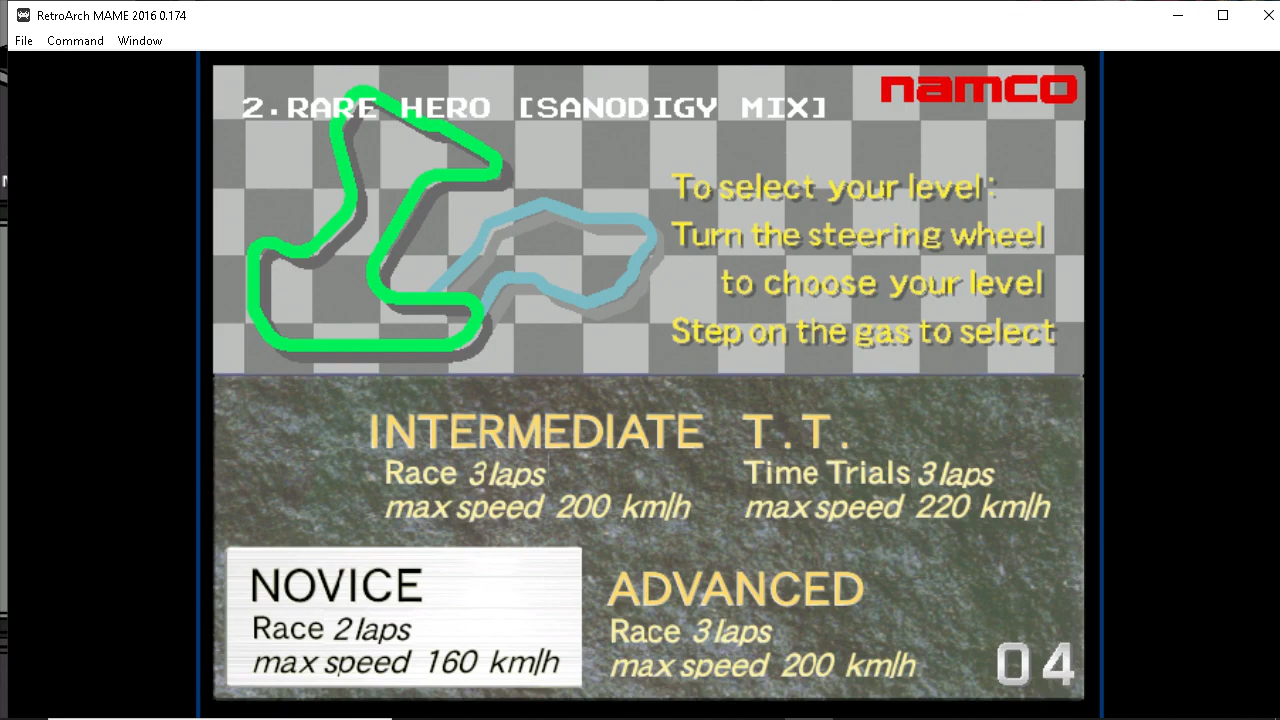 RetroArch MAME 2016 0.174
File Command Window
namco
2.RARE HERO [SANODIGY MIX]
To select your level:
Turn the steering wheel
to choose your level
Step on the gas to select
INTERMEDIATE
Race 3 laps
max speed 200 km/h
T.T.
Time Trials 3 laps
max speed 220 km/h
NOVICE
Race 2 laps
max speed 160 km/h
ADVANCED
Race 3 laps
max speed 200 km/h
04